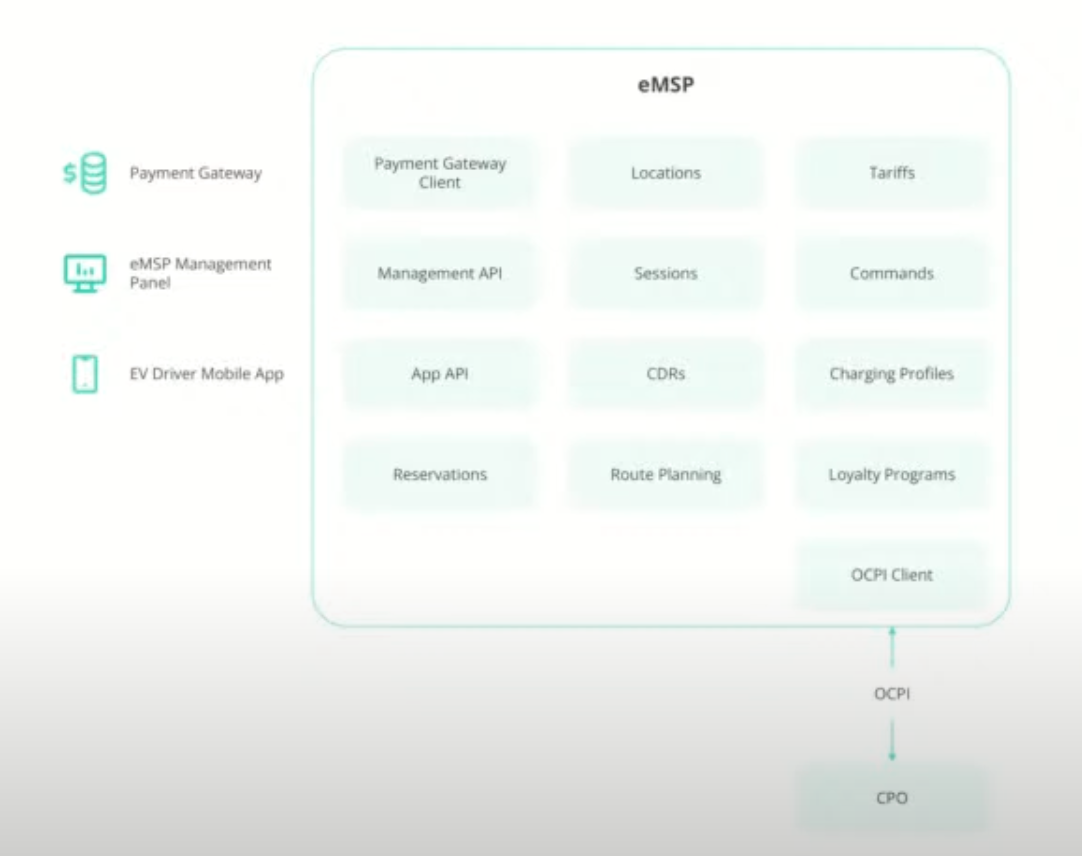 eMSP
$
Payment Gateway
Payment Gateway
Client
Locations
Tariffs
eMSP Management
Panel
Management API
Sessions
Commands
EV Driver Mobile App
App API
CDRs
Charging Profiles
Reservations
Route Planning
Loyalty Programs
OCPI Client
OCPI
CPO